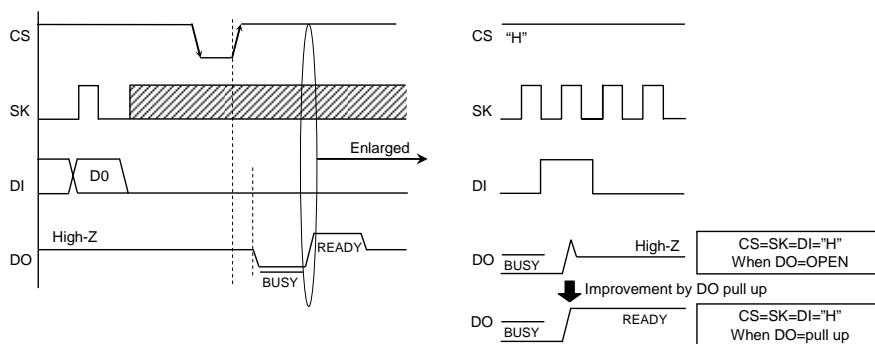 CS
SK
DI
D0
DO
High-Z
BUSY
READY
Enlarged
CS
“H”
SK
DI
DO
BUSY
High-Z
CS=SK=DI=”H”
When DO=OPEN
Improvement by DO pull up
DO
BUSY
READY
CS=SK=DI=”H”
When DO=pull up